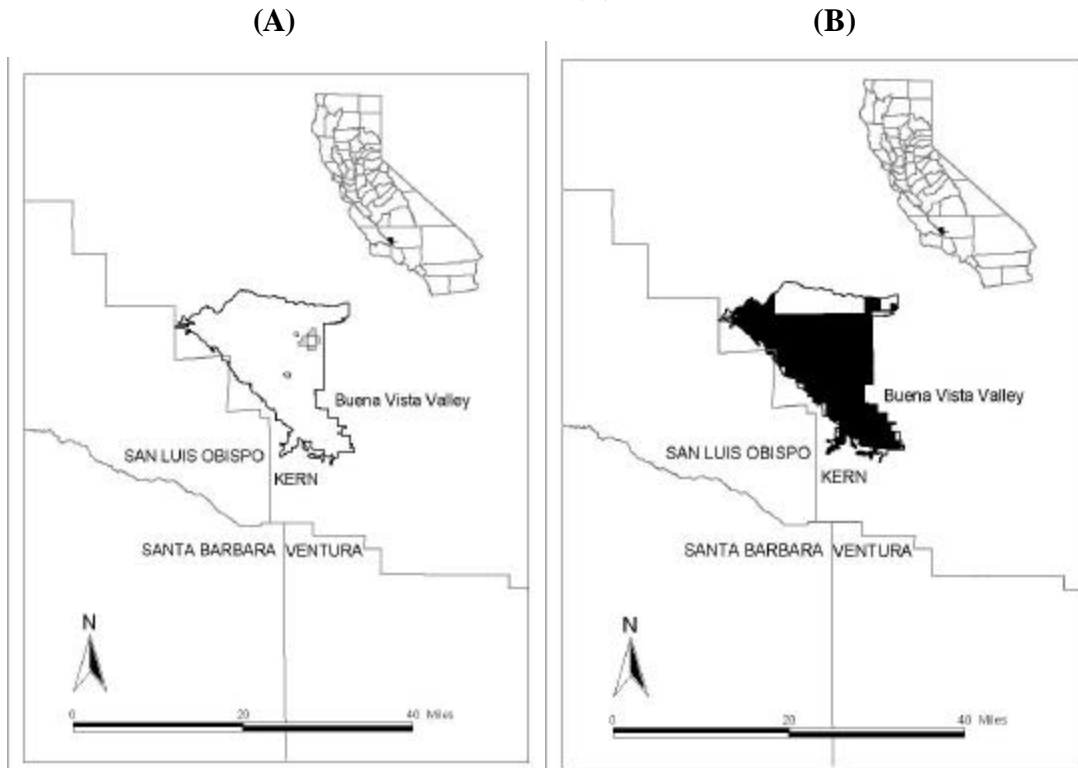 (A)
Buena Vista Valley
SAN LUIS OBISPO
KERN
SANTA BARBARA
VENTURA
N
0 20 40 Miles
(B)
Buena Vista Valley
SAN LUIS OBISPO
KERN
SANTA BARBARA
VENTURA
N
0 20 40 Miles